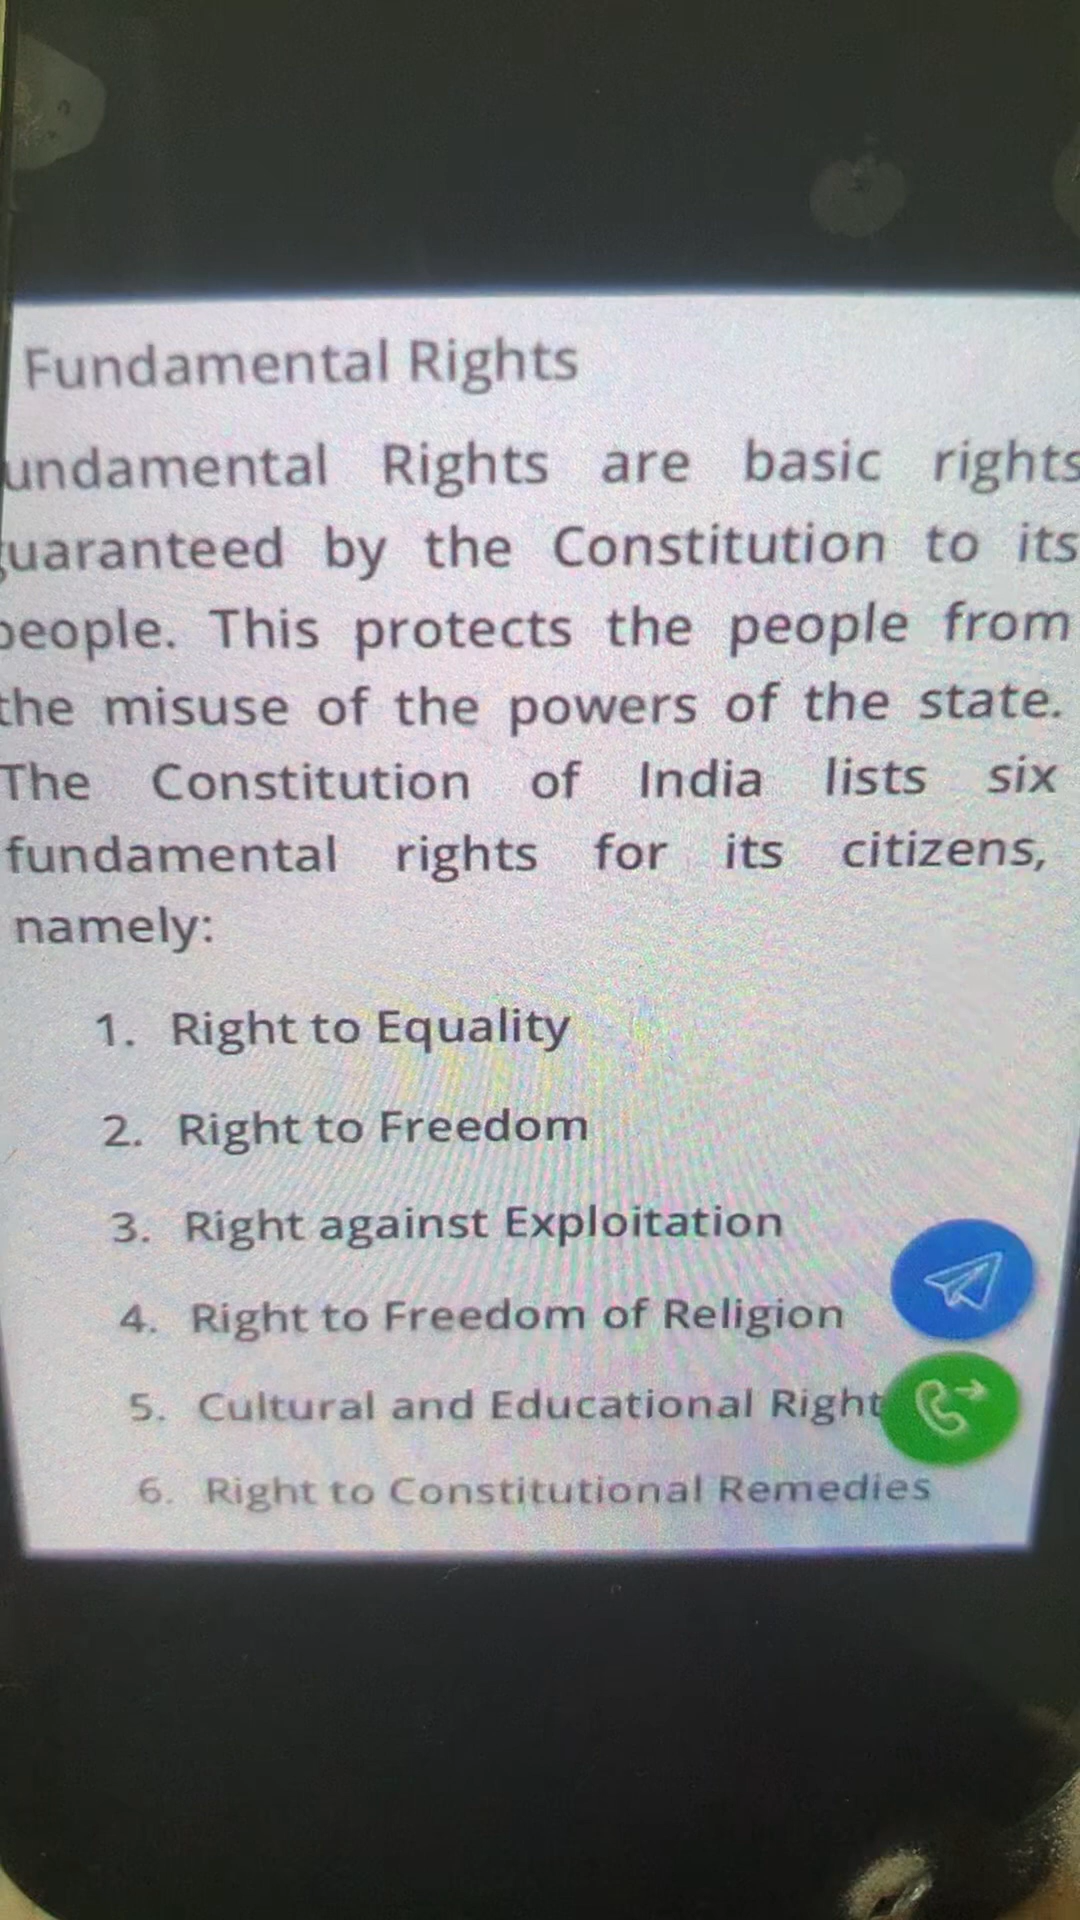 Fundamental Rights
undamental Rights are basic rights
uaranteed by the Constitution to its
people. This protects the people from
the misuse of the powers of the state.
The Constitution of India lists six
fundamental rights for its citizens,
namely:
1. Right to Equality
2. Right to Freedom
3. Right against Exploitation
4. Right to Freedom of Religion
5. Cultural and Educational Right
6. Right to Constitutional Remedies